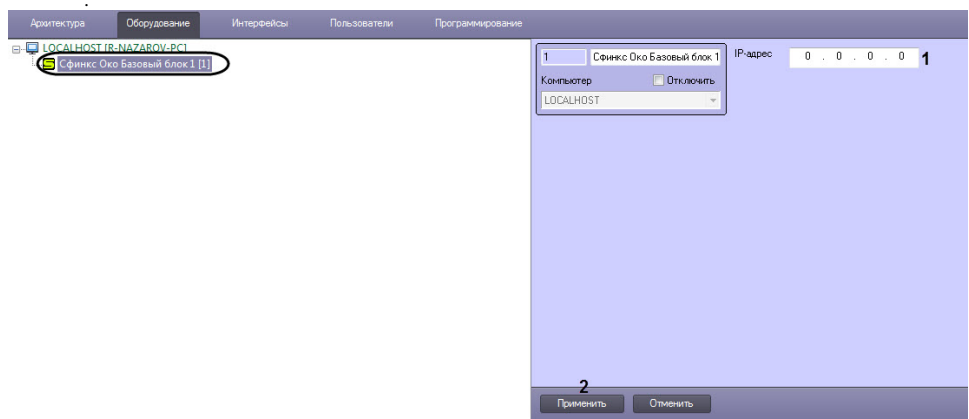 Архитектура Оборудование Интерфейсы Пользователи Программирование
LOCALHOST [R-NAZAROV-PC]
Сфинкс Око Базовый блок 1 [1]
1 Сфинкс Око Базовый блок 1
IP-адрес 0 . 0 . 0 . 0 1
Компьютер Отключить
LOCALHOST
2
Применить Отменить